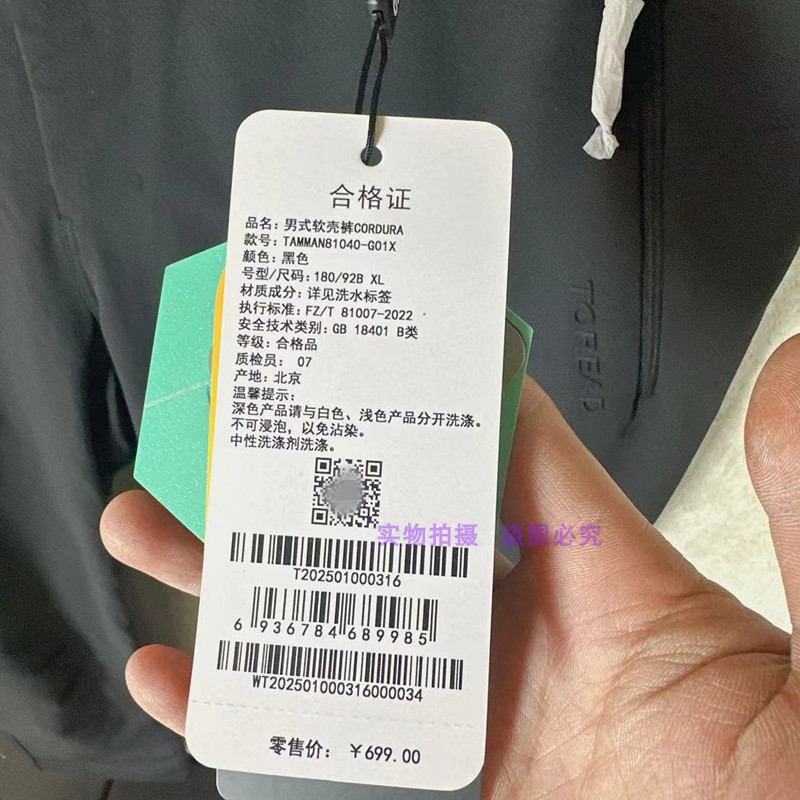 合格证
品名: 男式软壳裤CORDURA
款号: TAMMAN81040-G01X
颜色: 黑色
号型/尺码: 180/92B XL
材质成分: 详见洗水标签
执行标准: FZ/T 81007-2022
安全技术类别: GB 18401 B类
等级: 合格品
质检员: 07
产地: 北京
温馨提示:
深色产品请与白色、浅色产品分开洗涤。
不可浸泡，以免沾染。
中性洗涤剂洗涤。
实物拍摄 盗图必究
T202501000316
6 936784 689985
WT202501000316000034
零售价: ￥699.00
TOREAD